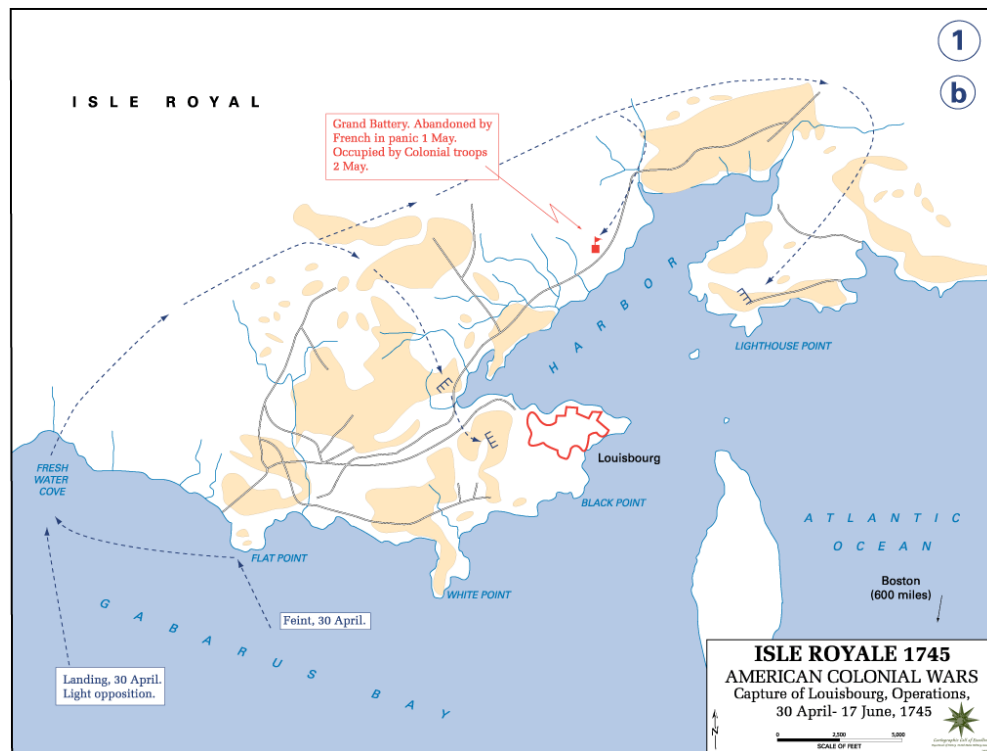 1
b
ISLE ROYAL
Grand Battery. Abandoned by
French in panic 1 May.
Occupied by Colonial troops
2 May.
HARBOR
LIGHTHOUSE POINT
Louisbourg
BLACK POINT
FRESH
WATER
COVE
FLAT POINT
WHITE POINT
ATLANTIC
OCEAN
Boston
(600 miles)
Feint, 30 April.
GABARUS BAY
Landing, 30 April.
Light opposition.
ISLE ROYALE 1745
AMERICAN COLONIAL WARS
Capture of Louisbourg, Operations,
30 April- 17 June, 1745
0 2,500 5,000
SCALE OF FEET